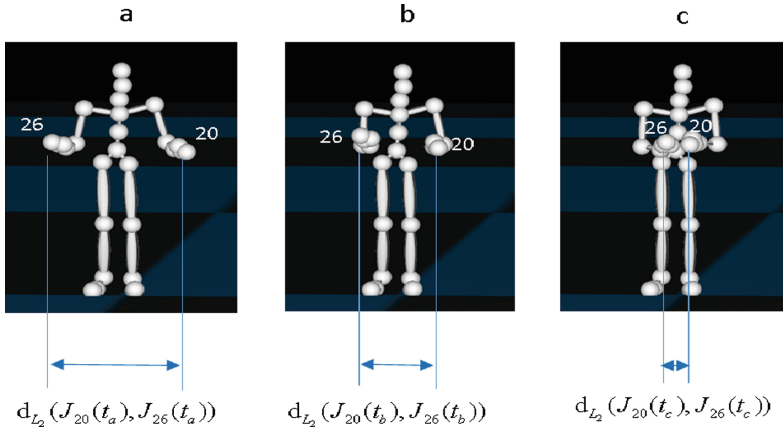 a b c
26 20
26 20
26 20
d_{L_2}(J_{20}(t_a), J_{26}(t_a))
d_{L_2}(J_{20}(t_b), J_{26}(t_b))
d_{L_2}(J_{20}(t_c), J_{26}(t_c))